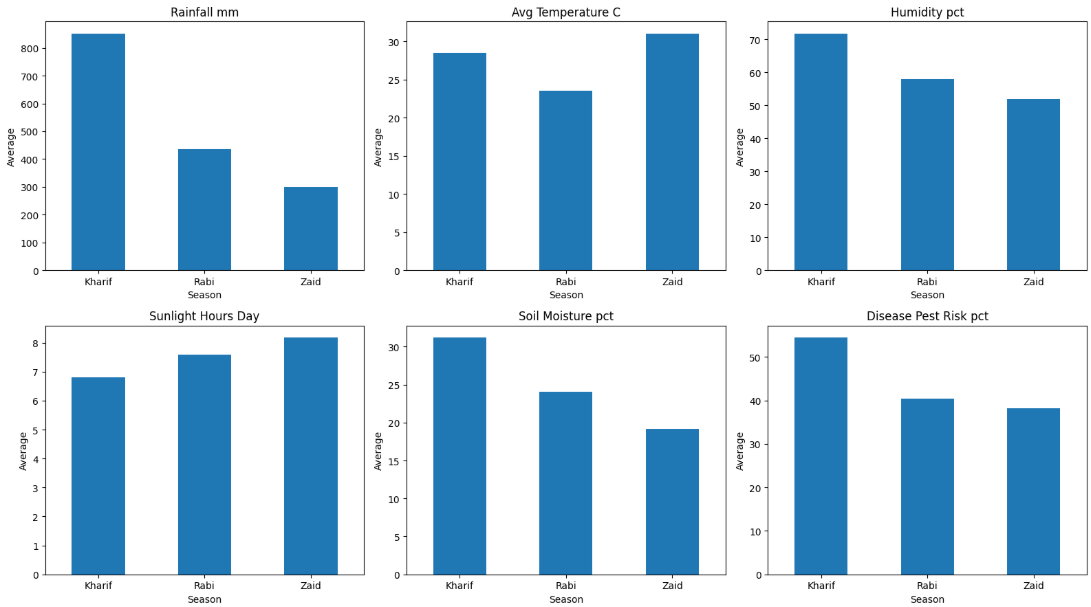 Rainfall mm
800
700
600
500
400
300
200
100
0
Average
Kharif Rabi Zaid
Season
Avg Temperature C
30
25
20
15
10
5
0
Average
Kharif Rabi Zaid
Season
Humidity pct
70
60
50
40
30
20
10
0
Average
Kharif Rabi Zaid
Season
Sunlight Hours Day
8
7
6
5
4
3
2
1
0
Average
Kharif Rabi Zaid
Season
Soil Moisture pct
30
25
20
15
10
5
0
Average
Kharif Rabi Zaid
Season
Disease Pest Risk pct
50
40
30
20
10
0
Average
Kharif Rabi Zaid
Season